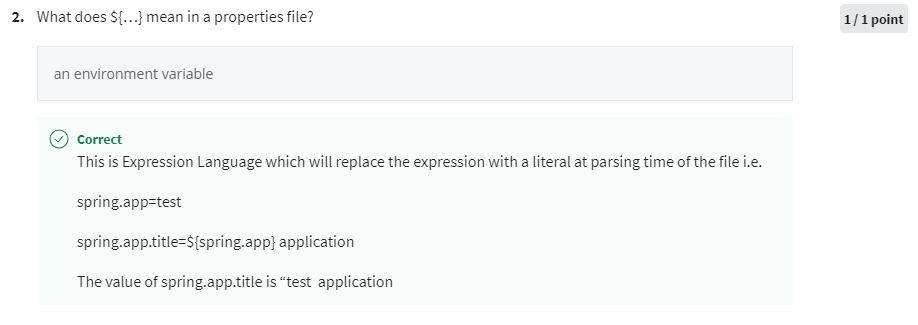 2. What does ${...} mean in a properties file?
1 / 1 point
an environment variable
Correct
This is Expression Language which will replace the expression with a literal at parsing time of the file i.e.
spring.app=test
spring.app.title=${spring.app} application
The value of spring.app.title is “test  application